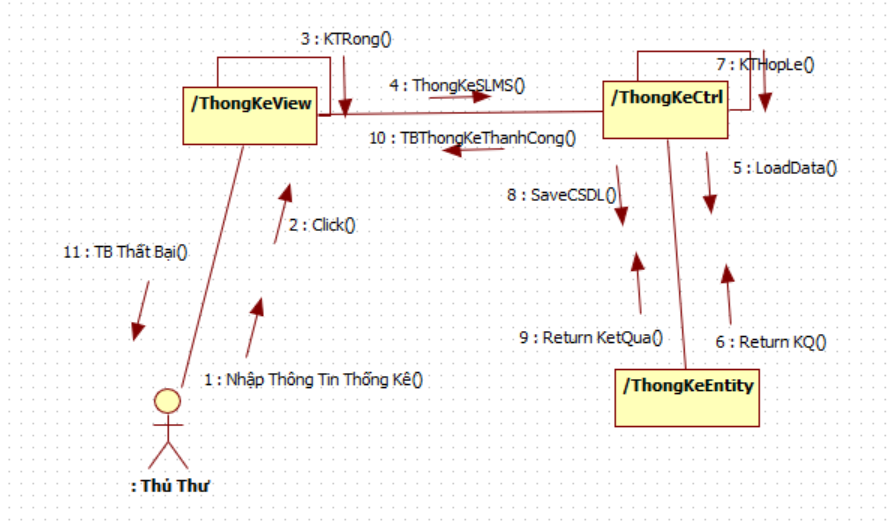 3 : KTRong()
7 : KTHopLe()
4 : ThongKeSLMS()
/ThongKeView
/ThongKeCtrl
10 : TBThongKeThanhCong()
5 : LoadData()
8 : SaveCSDL()
2 : Click()
11 : TB Thất Bại()
9 : Return KetQua()
6 : Return KQ()
1 : Nhập Thông Tin Thống Kê()
/ThongKeEntity
: Thủ Thư